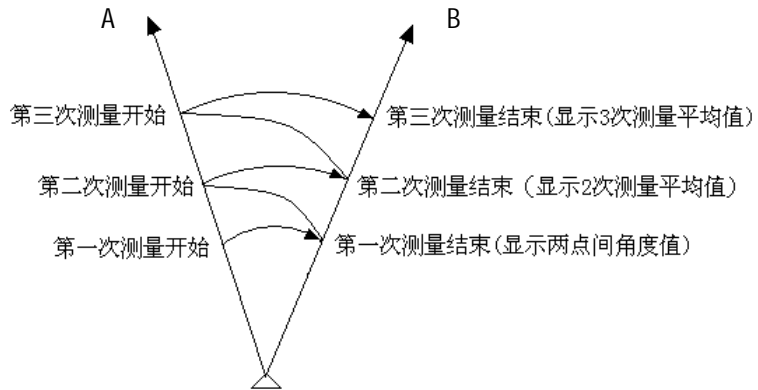 A
B
第三次测量开始
第三次测量结束(显示3次测量平均值)
第二次测量开始
第二次测量结束（显示2次测量平均值)
第一次测量开始
第一次测量结束(显示两点间角度值)